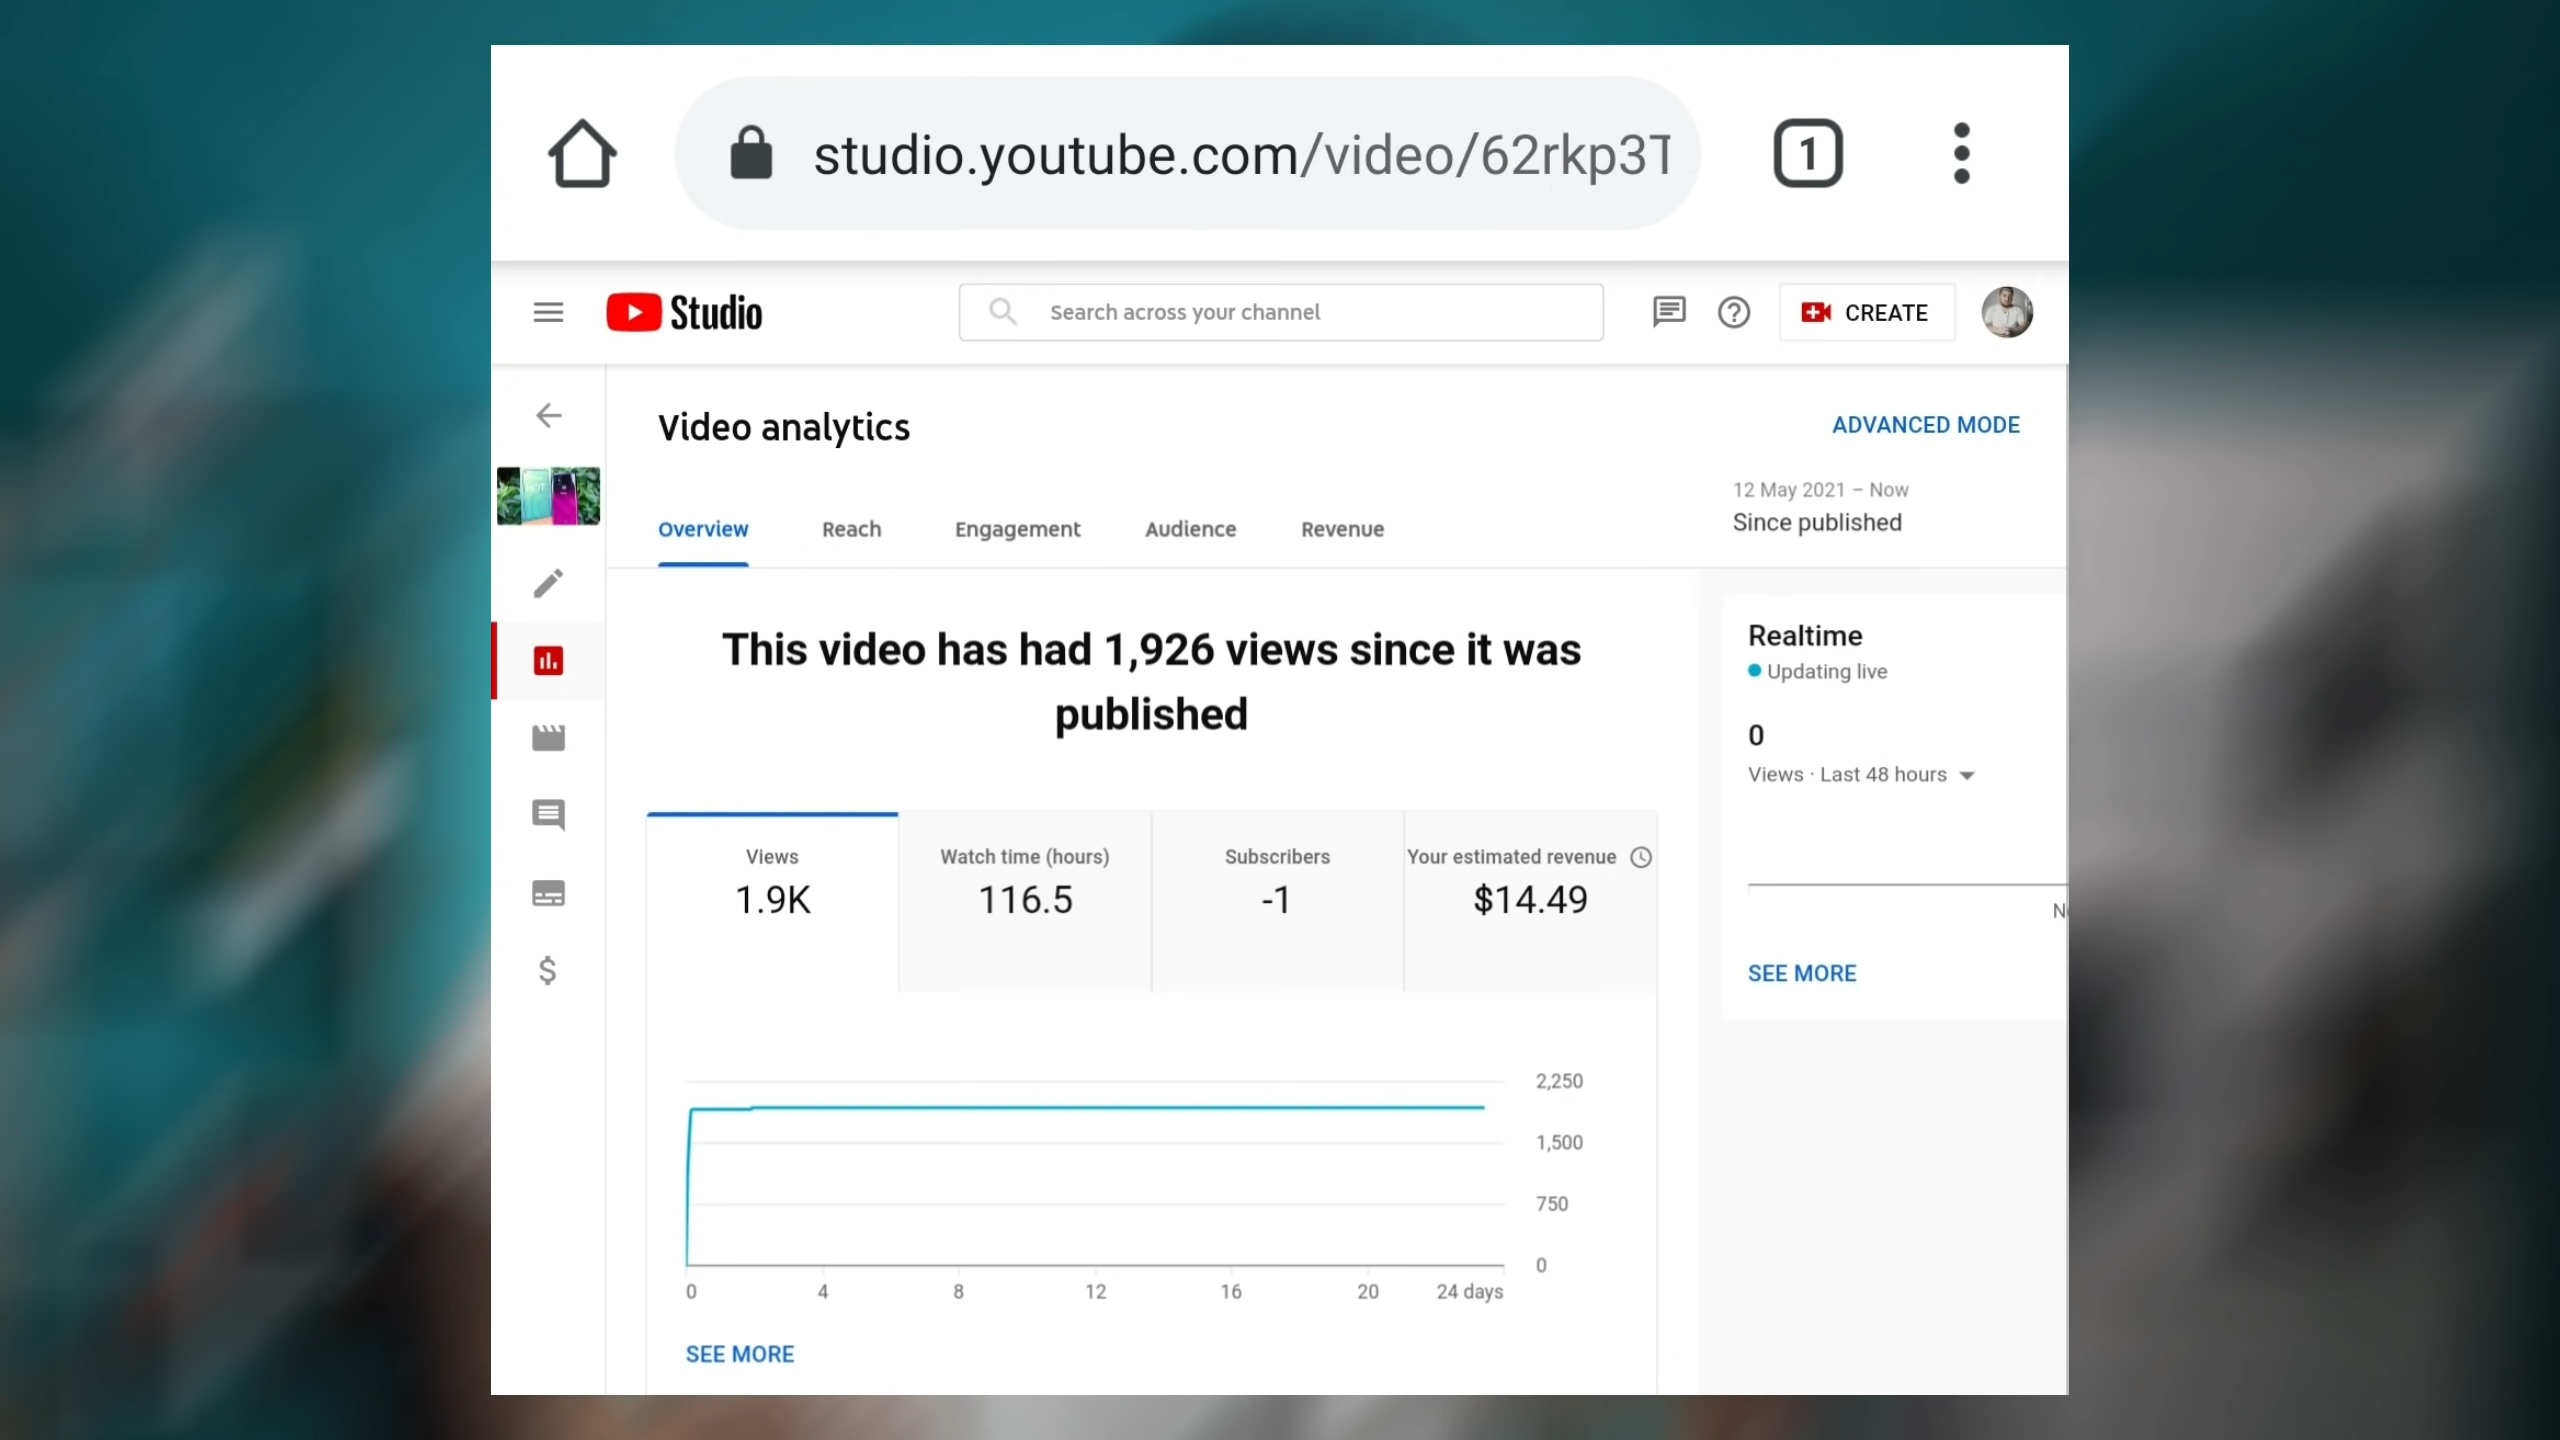 studio.youtube.com/video/62rkp3T
1
Studio
Search across your channel
CREATE
Video analytics
ADVANCED MODE
12 May 2021 – Now
Since published
Overview
Reach
Engagement
Audience
Revenue
This video has had 1,926 views since it was
published
Realtime
Updating live
0
Views · Last 48 hours
SEE MORE
Views
1.9K
Watch time (hours)
116.5
Subscribers
-1
Your estimated revenue
$14.49
2,250
1,500
750
0
0
4
8
12
16
20
24 days
SEE MORE